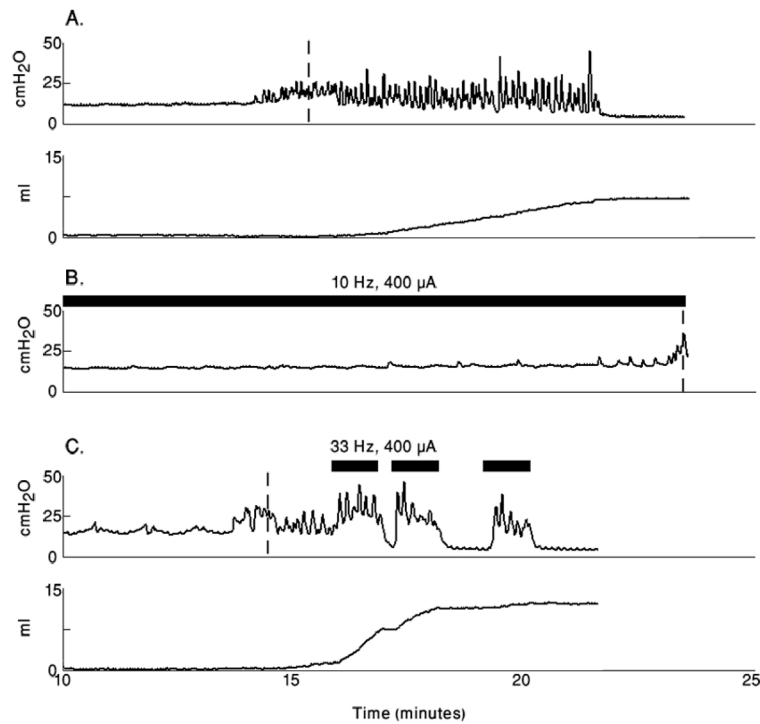 A.
50
25
0
cmH2O
15
0
ml
B.
10 Hz, 400 µA
50
25
0
cmH2O
C.
33 Hz, 400 µA
50
25
0
cmH2O
15
0
ml
10 15 20 25
Time (minutes)